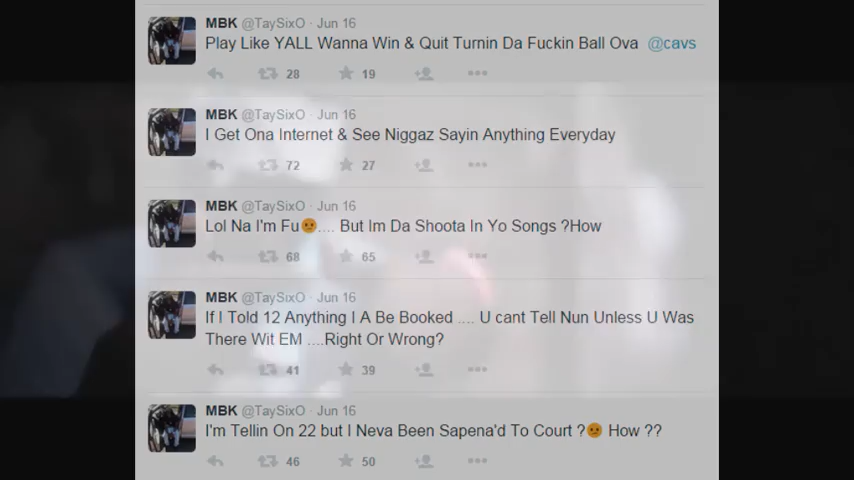 MBK @TaySixO · Jun 16
Play Like YALL Wanna Win & Quit Turnin Da Fuckin Ball Ova @cavs
28 19
MBK @TaySixO · Jun 16
I Get Ona Internet & See Niggaz Sayin Anything Everyday
72 27
MBK @TaySixO · Jun 16
Lol Na I'm Fu😡.... But Im Da Shoota In Yo Songs ?How
68 65
MBK @TaySixO · Jun 16
If I Told 12 Anything I A Be Booked .... U cant Tell Nun Unless U Was
There Wit EM ....Right Or Wrong?
41 39
MBK @TaySixO · Jun 16
I'm Tellin On 22 but I Neva Been Sapena'd To Court ?😡 How ??
46 50